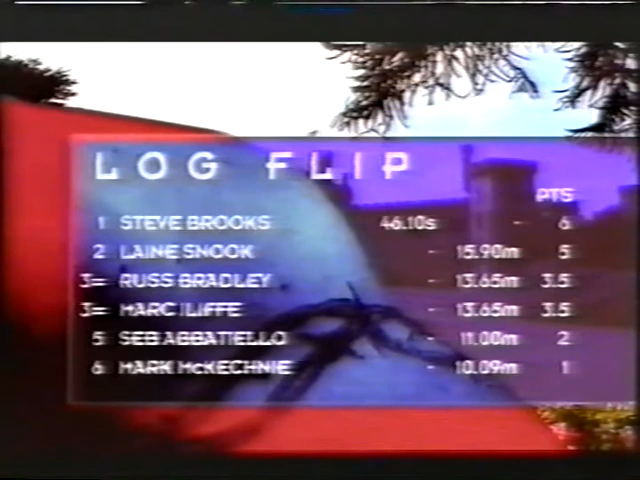 LOG FLIP
PTS
1 STEVE BROOKS 46.10s - 6
2 LAINE SNOOK - 15.90m 5
3= RUSS BRADLEY - 13.65m 3.5
3= MARC ILIFFE - 13.65m 3.5
5 SEB ABBATIELLO - 11.00m 2
6 MARK McKECHNIE - 10.09m 1